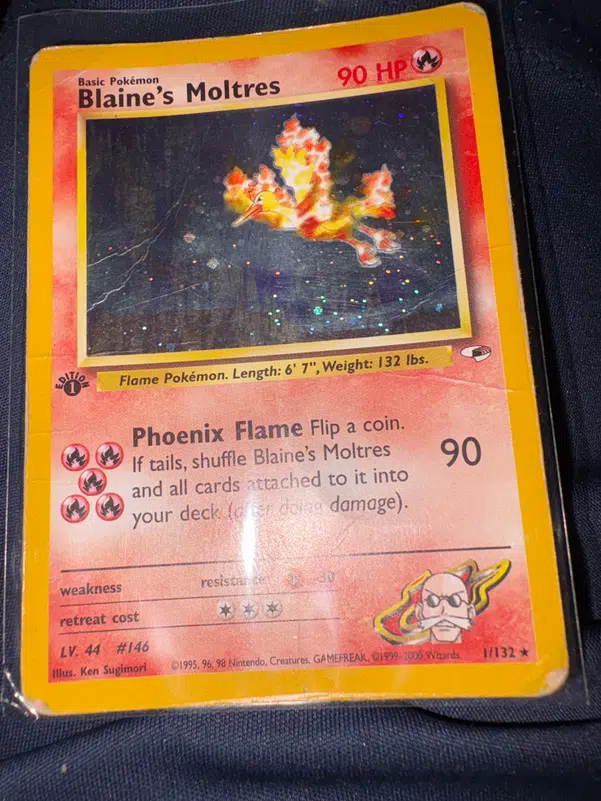 Basic Pokémon
Blaine's Moltres
90 HP
EDITION
1
Flame Pokémon. Length: 6' 7", Weight: 132 lbs.
Phoenix Flame Flip a coin.
If tails, shuffle Blaine's Moltres
and all cards attached to it into
your deck (after doing damage).
90
weakness
resistance
-30
retreat cost
LV. 44 #146
Illus. Ken Sugimori
©1995, 96, 98 Nintendo, Creatures, GAMEFREAK. ©1999-2000 Wizards.
1/132 ★